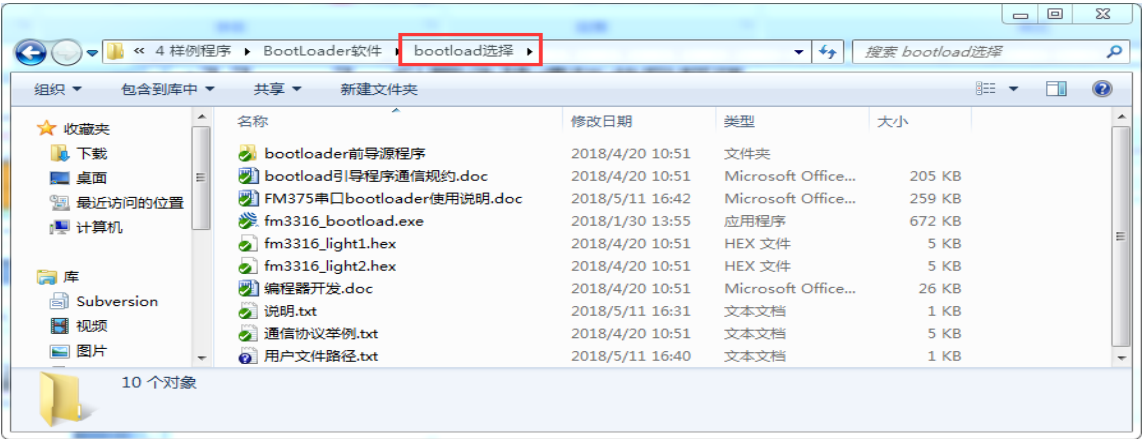 « 4 样例程序 ▶ BootLoader软件 ▶ bootload选择 ▶
搜索 bootload选择
组织 ▼ 包含到库中 ▼ 共享 ▼ 新建文件夹
收藏夹
下载
桌面
最近访问的位置
计算机
库
Subversion
视频
图片
名称 修改日期 类型 大小
bootloader前导源程序 2018/4/20 10:51 文件夹
bootload引导程序通信规约.doc 2018/4/20 10:51 Microsoft Office... 205 KB
FM375串口bootloader使用说明.doc 2018/5/11 16:42 Microsoft Office... 259 KB
fm3316_bootload.exe 2018/1/30 13:55 应用程序 672 KB
fm3316_light1.hex 2018/4/20 10:51 HEX 文件 5 KB
fm3316_light2.hex 2018/4/20 10:51 HEX 文件 5 KB
编程器开发.doc 2018/4/20 10:51 Microsoft Office... 26 KB
说明.txt 2018/5/11 16:31 文本文档 1 KB
通信协议举例.txt 2018/4/20 10:51 文本文档 5 KB
用户文件路径.txt 2018/5/11 16:40 文本文档 1 KB
10 个对象